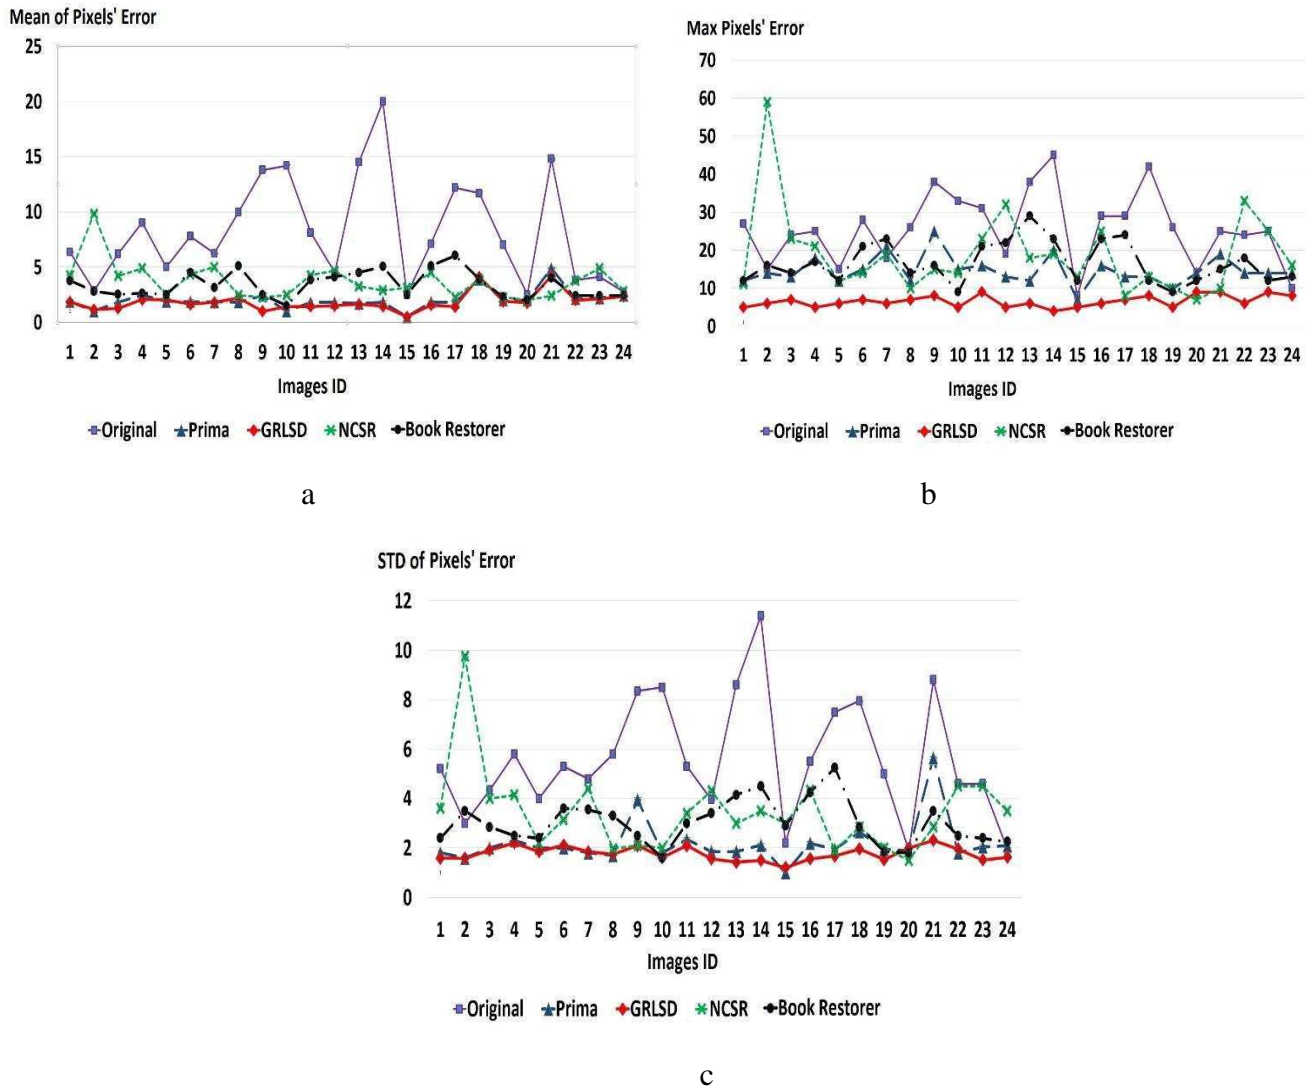 Mean of Pixels' Error
25
20
15
10
5
0
1 2 3 4 5 6 7 8 9 10 11 12 13 14 15 16 17 18 19 20 21 22 23 24
Images ID
Original Prima GRLSD NCSR Book Restorer
a
Max Pixels' Error
70
60
50
40
30
20
10
0
1 2 3 4 5 6 7 8 9 10 11 12 13 14 15 16 17 18 19 20 21 22 23 24
Images ID
Original Prima GRLSD NCSR Book Restorer
b
STD of Pixels' Error
12
10
8
6
4
2
0
1 2 3 4 5 6 7 8 9 10 11 12 13 14 15 16 17 18 19 20 21 22 23 24
Images ID
Original Prima GRLSD NCSR Book Restorer
c